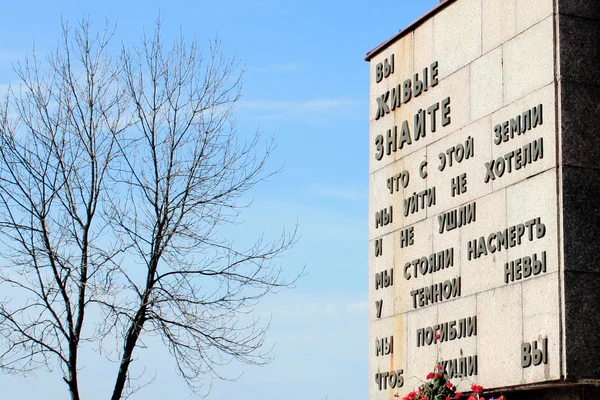 ВЫ
ЖИВЫЕ
ЗНАЙТЕ
ЧТО С ЭТОЙ ЗЕМЛИ
МЫ УЙТИ НЕ ХОТЕЛИ
И НЕ УШЛИ
МЫ СТОЯЛИ НАСМЕРТЬ
У ТЕМНОЙ НЕВЫ
МЫ ПОГИБЛИ
ЧТОБ ЖИЛИ ВЫ